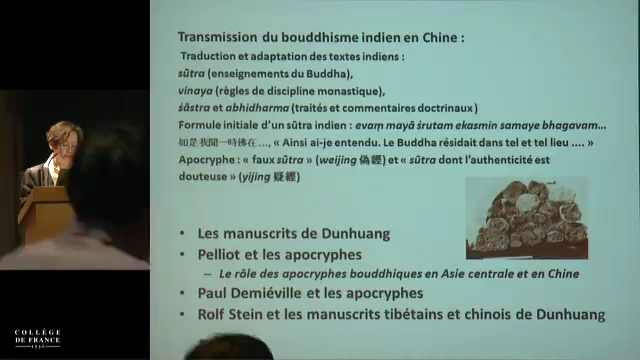 Transmission du bouddhisme indien en Chine :
Traduction et adaptation des textes indiens :
sūtra (enseignements du Buddha),
vinaya (règles de discipline monastique),
śāstra et abhidharma (traités et commentaires doctrinaux)
Formule initiale d'un sūtra indien : evaṃ mayā śrutam ekasmin samaye bhagavam...
如是我聞一時佛在 ..., « Ainsi ai-je entendu. Le Buddha résidait dans tel et tel lieu .... »
Apocryphe : « faux sūtra » (weijing 偽經) et « sūtra dont l'authenticité est
douteuse » (yijing 疑經)
• Les manuscrits de Dunhuang
• Pelliot et les apocryphes
– Le rôle des apocryphes bouddhiques en Asie centrale et en Chine
• Paul Demiéville et les apocryphes
• Rolf Stein et les manuscrits tibétains et chinois de Dunhuang
COLLÈGE
DE FRANCE
1530